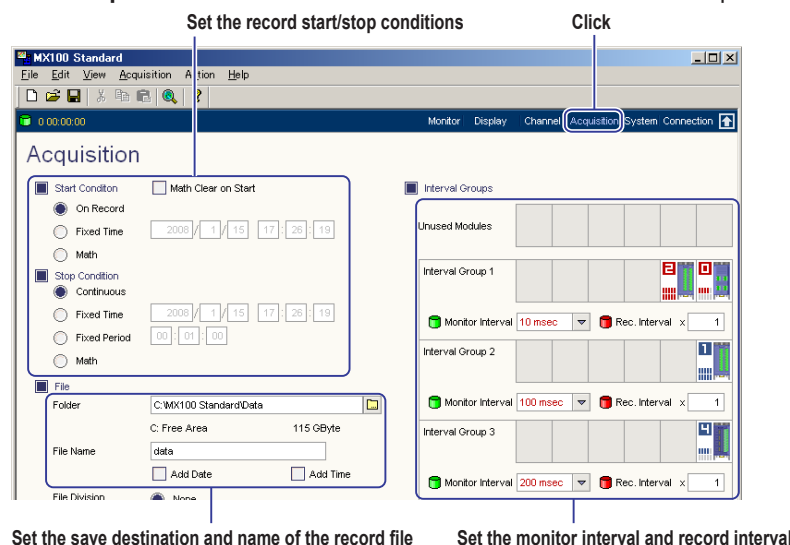 Set the record start/stop conditions
Click
MX100 Standard
File Edit View Acquisition Action Help
0 00:00:00
Monitor Display Channel Acquisition System Connection
Acquisition
Start Conditon
Math Clear on Start
On Record
Fixed Time 2008 / 1 / 15 17 : 26 : 19
Math
Stop Condition
Continuous
Fixed Time 2008 / 1 / 15 17 : 26 : 19
Fixed Period 00 : 01 : 00
Math
File
Folder C:\MX100 Standard\Data
C: Free Area 115 GByte
File Name data
Add Date Add Time
File Division None
Interval Groups
Unused Modules
Interval Group 1
2 0
Monitor Interval 10 msec Rec. Interval x 1
Interval Group 2
1
Monitor Interval 100 msec Rec. Interval x 1
Interval Group 3
4
Monitor Interval 200 msec Rec. Interval x 1
Set the save destination and name of the record file
Set the monitor interval and record interval